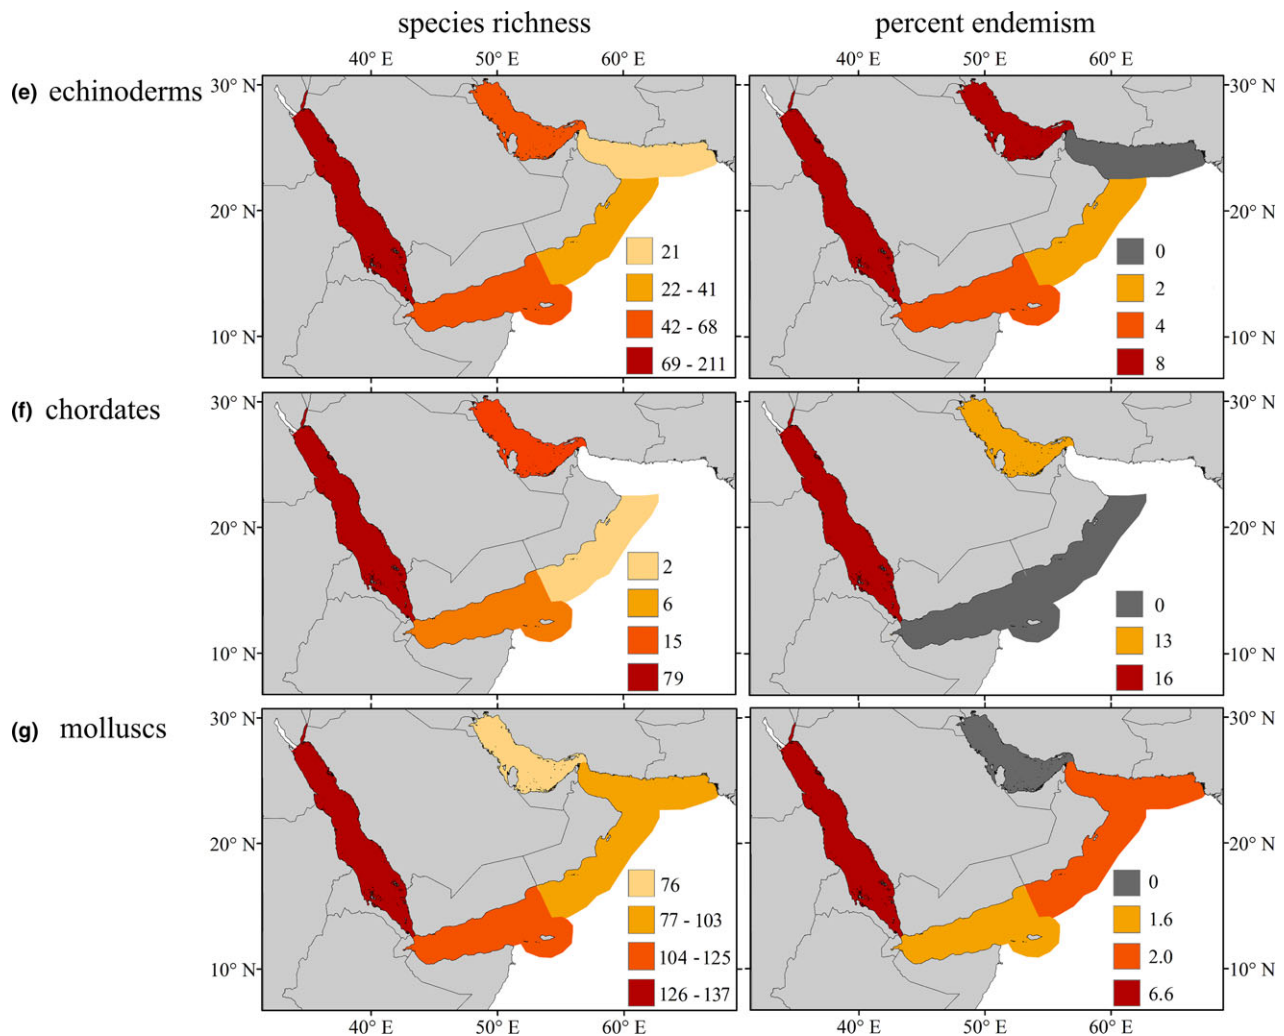 species richness
percent endemism
40° E 50° E 60° E
40° E 50° E 60° E
(e) echinoderms
30° N
20° N
10° N
21
22 - 41
42 - 68
69 - 211
0
2
4
8
30° N
20° N
10° N
(f) chordates
30° N
20° N
10° N
2
6
15
79
0
13
16
30° N
20° N
10° N
(g) molluscs
30° N
20° N
10° N
76
77 - 103
104 - 125
126 - 137
0
1.6
2.0
6.6
30° N
20° N
10° N
40° E 50° E 60° E
40° E 50° E 60° E